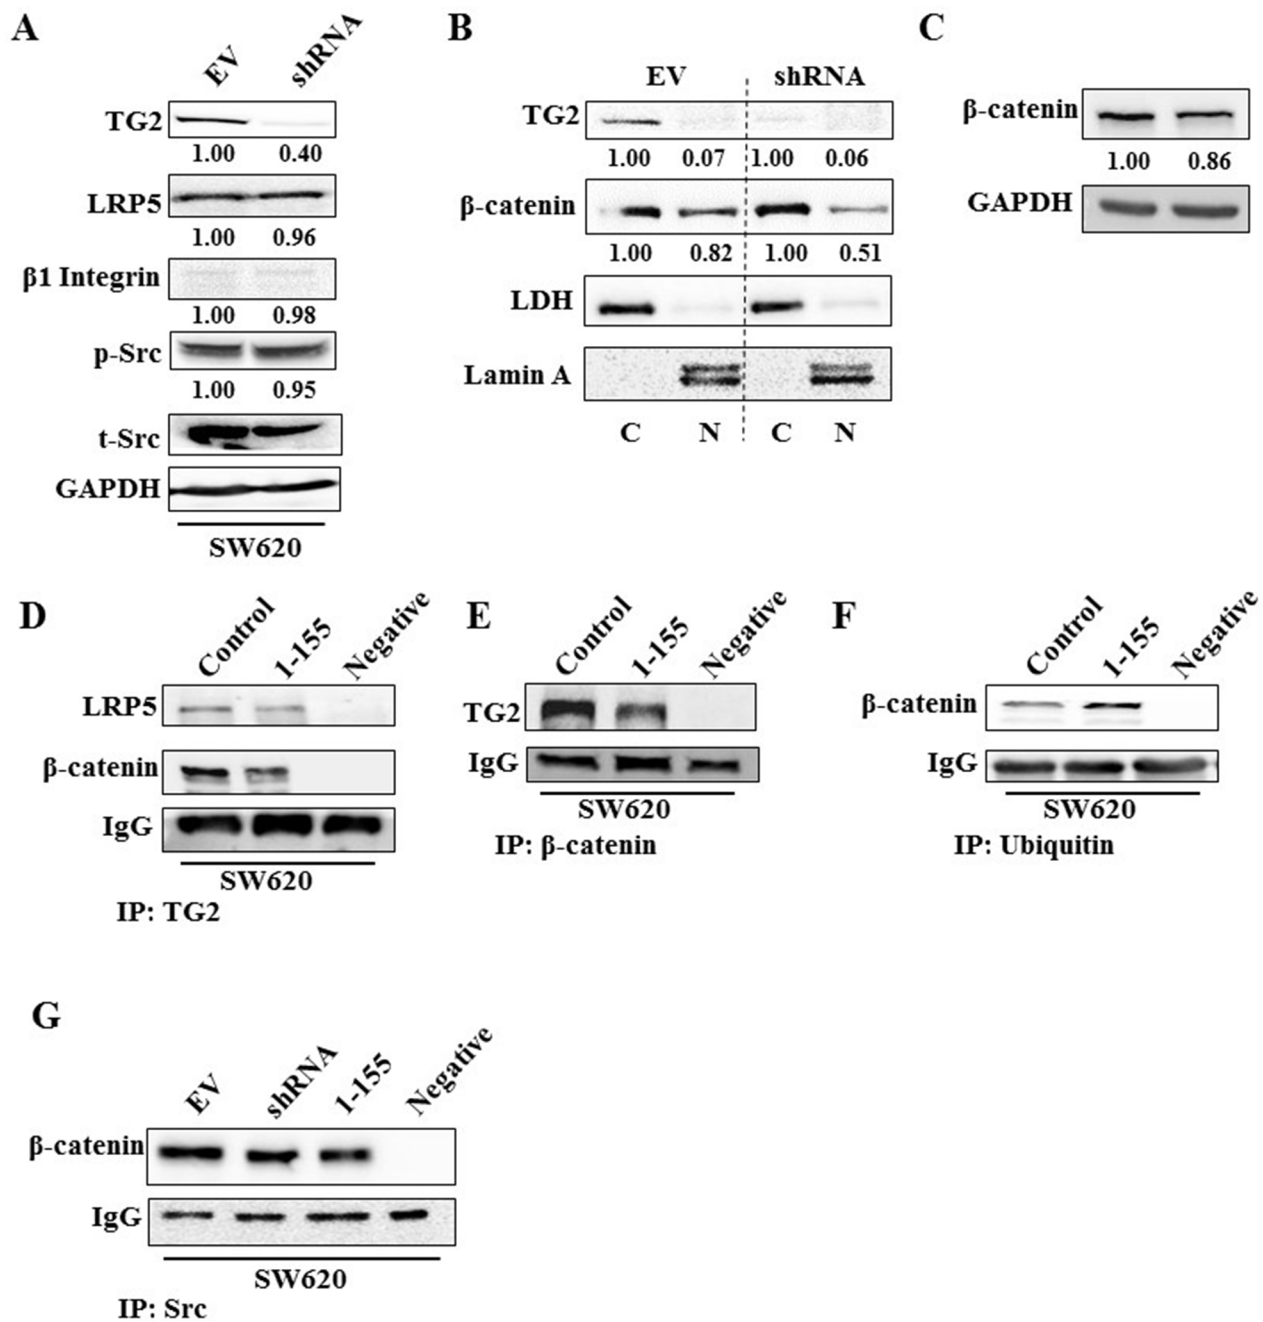 A
EV shRNA
TG2
1.00 0.40
LRP5
1.00 0.96
β1 Integrin
1.00 0.98
p-Src
1.00 0.95
t-Src
GAPDH
SW620
B
EV shRNA
TG2
1.00 0.07 1.00 0.06
β-catenin
1.00 0.82 1.00 0.51
LDH
Lamin A
C N C N
C
β-catenin
1.00 0.86
GAPDH
D
Control 1-155 Negative
LRP5
β-catenin
IgG
SW620
IP: TG2
E
Control 1-155 Negative
TG2
IgG
SW620
IP: β-catenin
F
Control 1-155 Negative
β-catenin
IgG
SW620
IP: Ubiquitin
G
EV shRNA 1-155 Negative
β-catenin
IgG
SW620
IP: Src